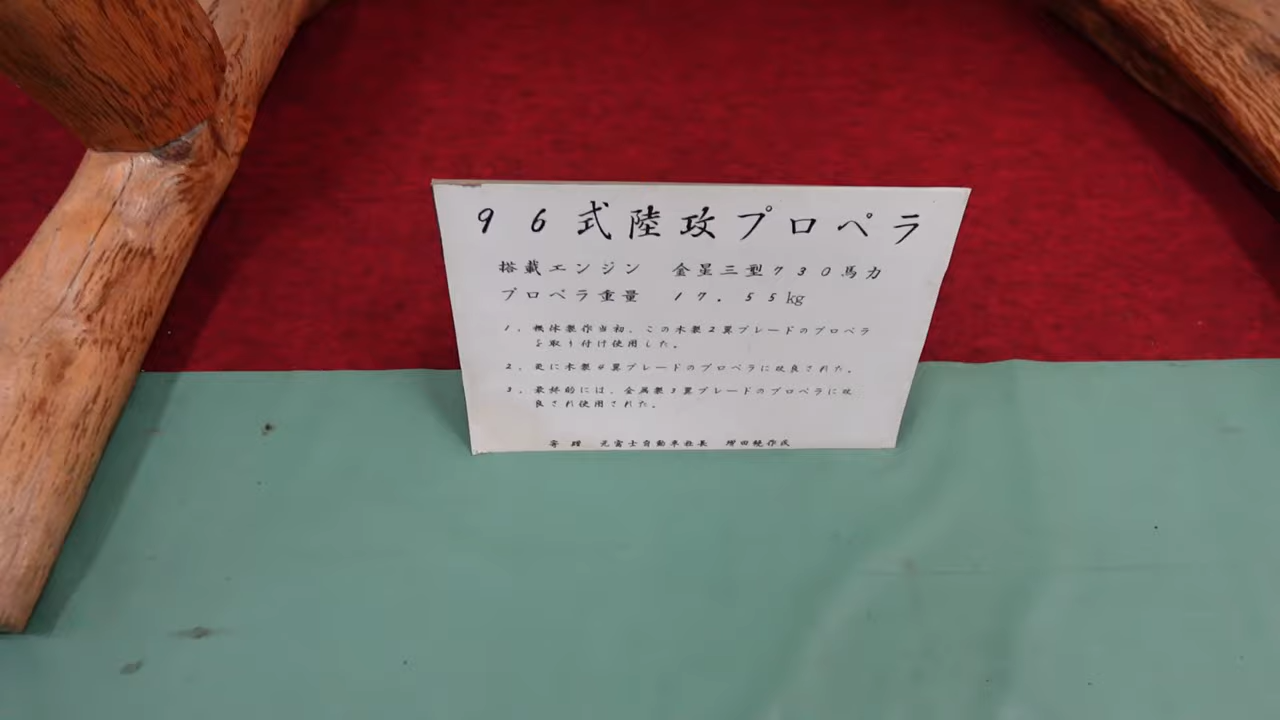 96式陸攻プロペラ
搭載エンジン 金星三型730馬力
プロペラ重量 17.55㎏
1. 機体製作当初、この木製2翼ブレードのプロペラ
を取り付け使用した。
2. 更に木製4翼ブレードのプロペラに改良された。
3. 最終的には、金属製3翼ブレードのプロペラに改
良され使用された。
寄贈 元富士自動車社長 増田 作氏